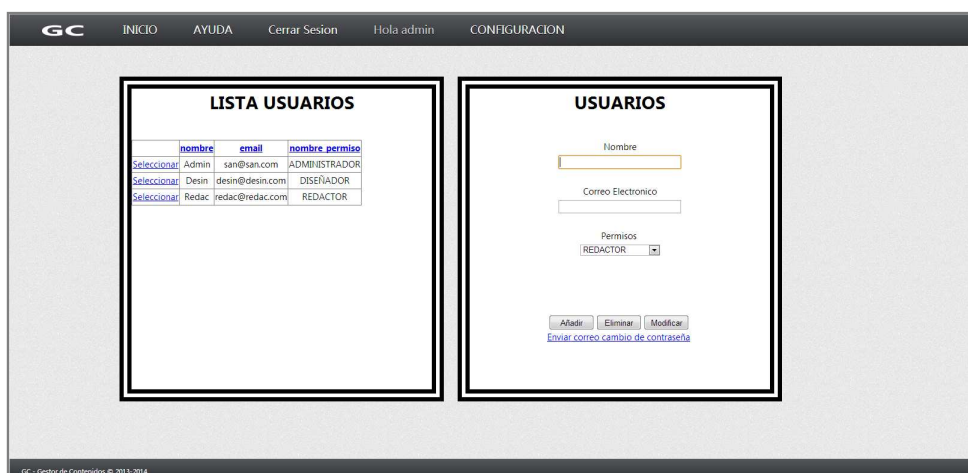 GC INICIO AYUDA Cerrar Sesion Hola admin CONFIGURACION
LISTA USUARIOS
nombre email nombre permiso
Seleccionar Admin san@san.com ADMINISTRADOR
Seleccionar Desin desin@desin.com DISEÑADOR
Seleccionar Redac redac@redac.com REDACTOR
USUARIOS
Nombre
Correo Electronico
Permisos
REDACTOR
Añadir Eliminar Modificar
Enviar correo cambio de contraseña
GC - Gestor de Contenidos © 2013-2014